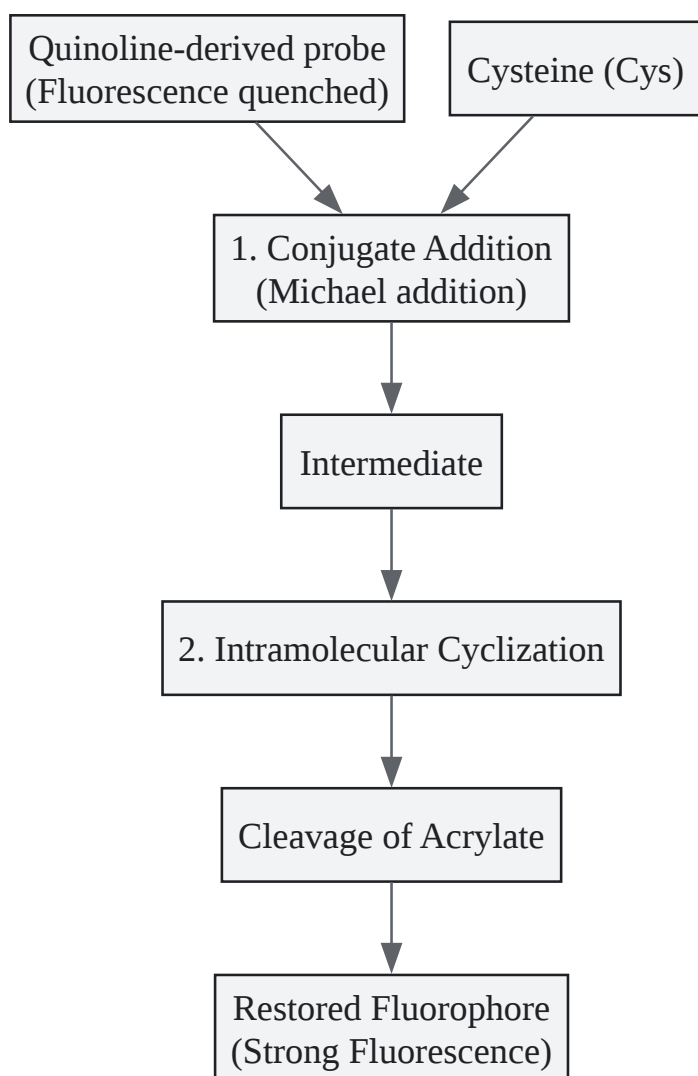 Quinoline-derived probe
(Fluorescence quenched)
Cysteine (Cys)
1. Conjugate Addition
(Michael addition)
Intermediate
2. Intramolecular Cyclization
Cleavage of Acrylate
Restored Fluorophore
(Strong Fluorescence)